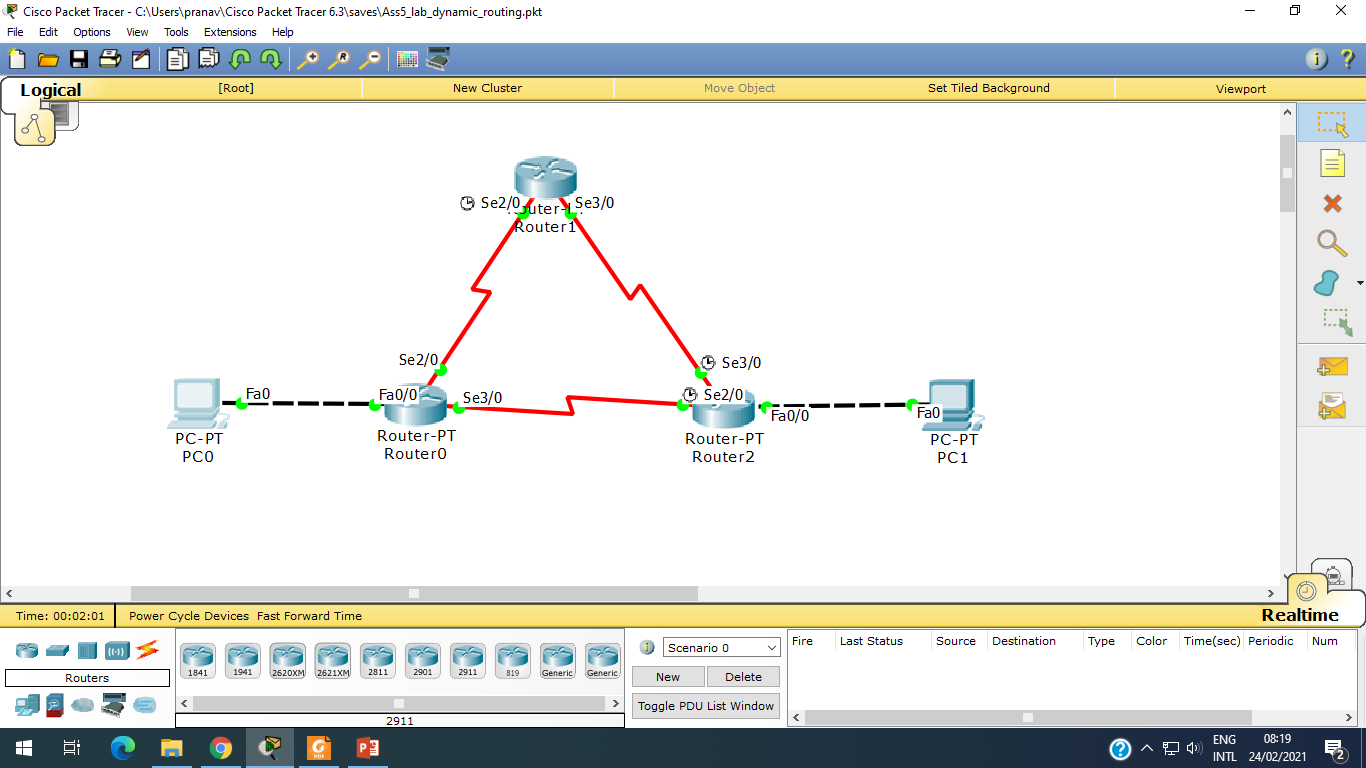 Cisco Packet Tracer - C:\Users\pranav\Cisco Packet Tracer 6.3\saves\Ass5_lab_dynamic_routing.pkt
File Edit Options View Tools Extensions Help
Logical [Root] New Cluster Move Object Set Tiled Background Viewport
Se2/0 Se3/0
Router1
Se2/0 Se3/0
Fa0 Fa0/0 Se3/0 Se2/0 Fa0/0 Fa0
PC-PT Router-PT Router-PT PC-PT
PC0 Router0 Router2 PC1
Time: 00:02:01 Power Cycle Devices Fast Forward Time Realtime
Fire Last Status Source Destination Type Color Time(sec) Periodic Num
Scenario 0
1841 1941 2620XM 2621XM 2811 2901 2911 819 Generic Generic
Routers New Delete
Toggle PDU List Window
2911
ENG 08:19
INTL 24/02/2021 2